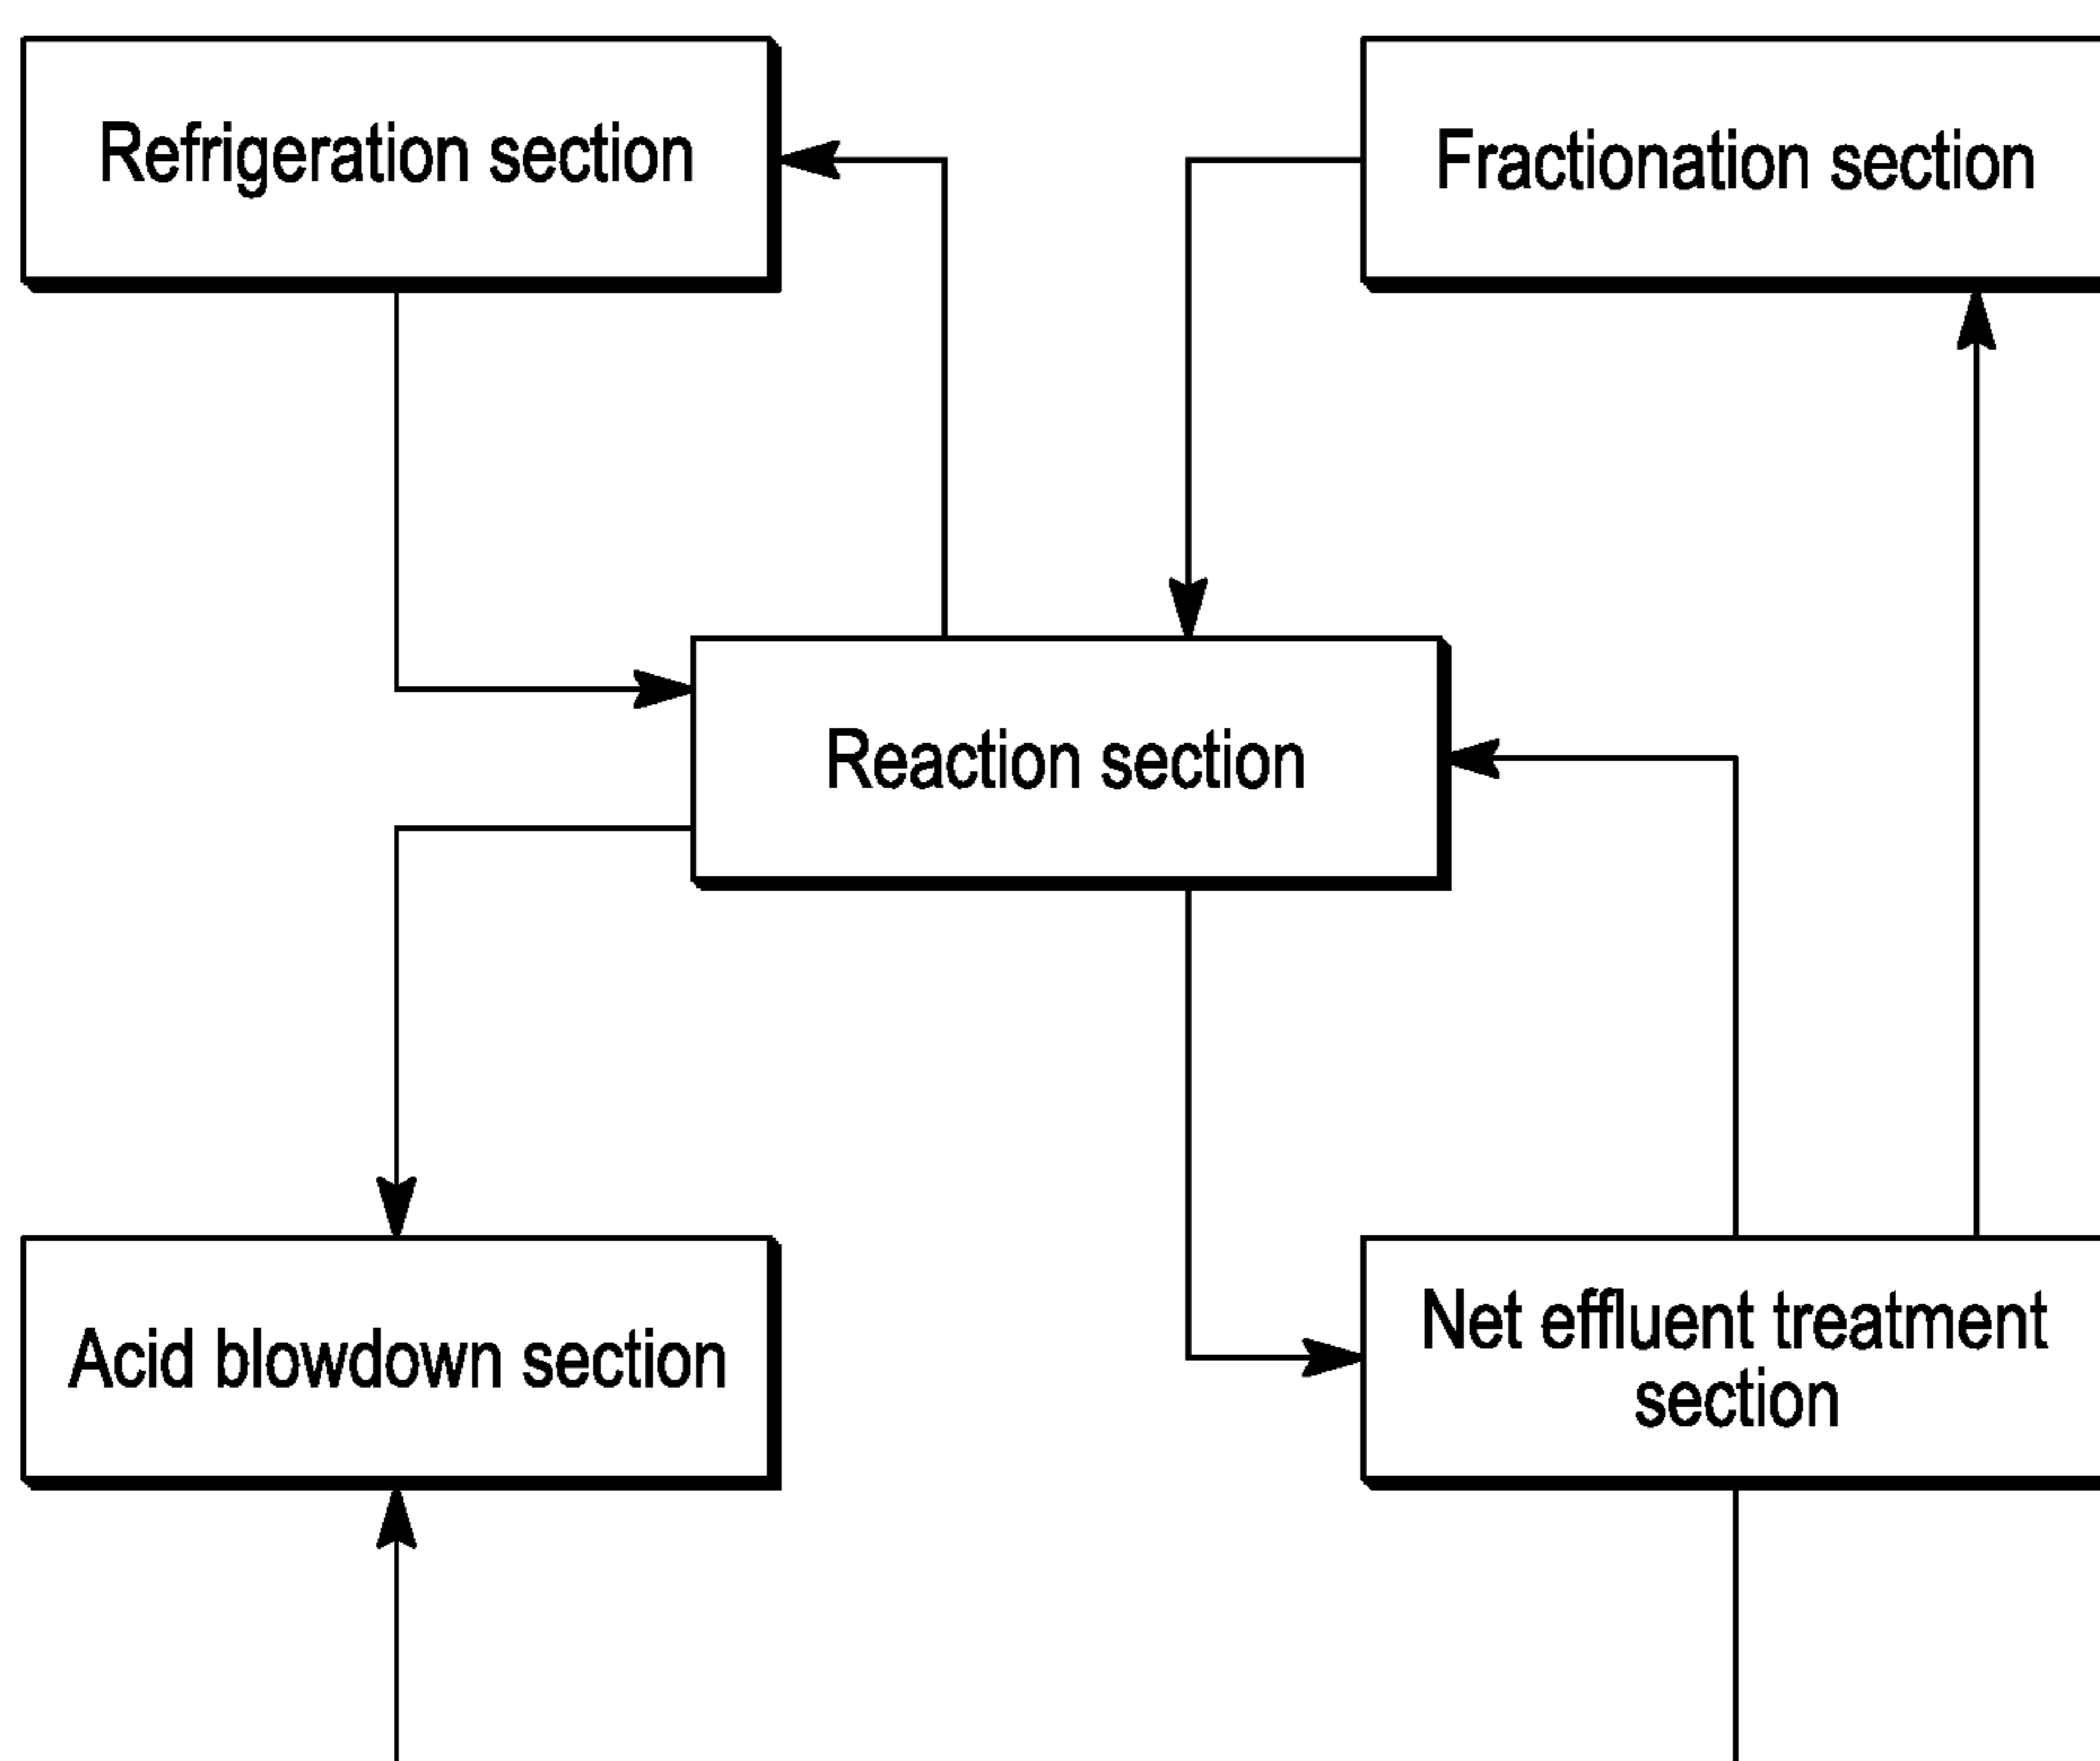 Refrigeration section
Fractionation section
Reaction section
Acid blowdown section
Net effluent treatment
section